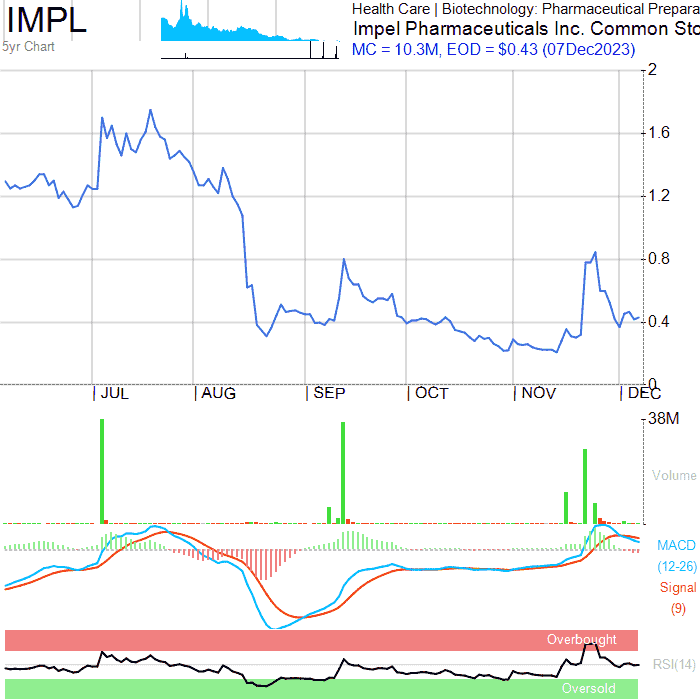 IMPL
5yr Chart
Health Care | Biotechnology: Pharmaceutical Prepara
Impel Pharmaceuticals Inc. Common Sto
MC = 10.3M, EOD = $0.43 (07Dec2023)
2
1.6
1.2
0.8
0.4
0
JUL AUG SEP OCT NOV DEC
38M
Volume
MACD
(12-26)
Signal
(9)
Overbought
RSI(14)
Oversold